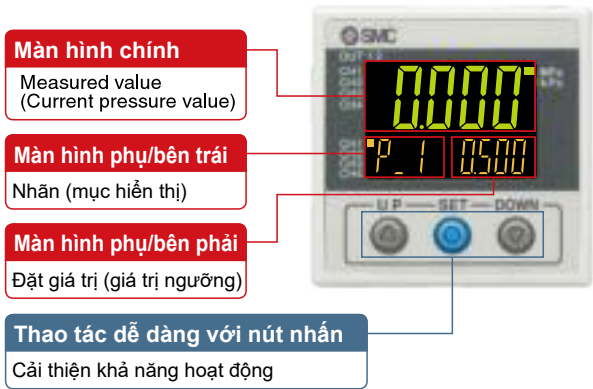 Màn hình chính
Measured value
(Current pressure value)
Màn hình phụ/bên trái
Nhãn (mục hiển thị)
Màn hình phụ/bên phải
Đặt giá trị (giá trị ngưỡng)
Thao tác dễ dàng với nút nhấn
Cải thiện khả năng hoạt động
SMC
0.000
P_1 0.500
UP SET DOWN